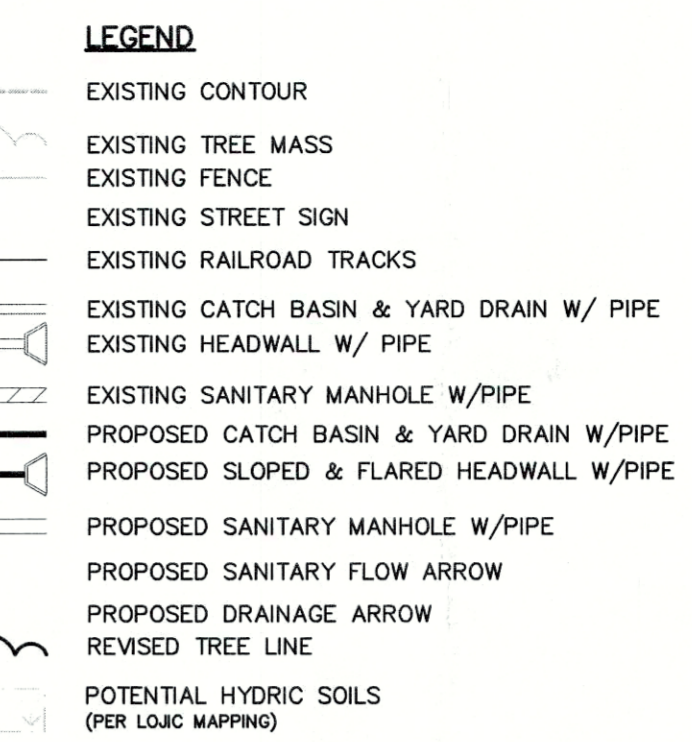 LEGEND
EXISTING CONTOUR
EXISTING TREE MASS
EXISTING FENCE
EXISTING STREET SIGN
EXISTING RAILROAD TRACKS
EXISTING CATCH BASIN & YARD DRAIN W/ PIPE
EXISTING HEADWALL W/ PIPE
EXISTING SANITARY MANHOLE W/PIPE
PROPOSED CATCH BASIN & YARD DRAIN W/PIPE
PROPOSED SLOPED & FLARED HEADWALL W/PIPE
PROPOSED SANITARY MANHOLE W/PIPE
PROPOSED SANITARY FLOW ARROW
PROPOSED DRAINAGE ARROW
REVISED TREE LINE
POTENTIAL HYDRIC SOILS
(PER LOJIC MAPPING)